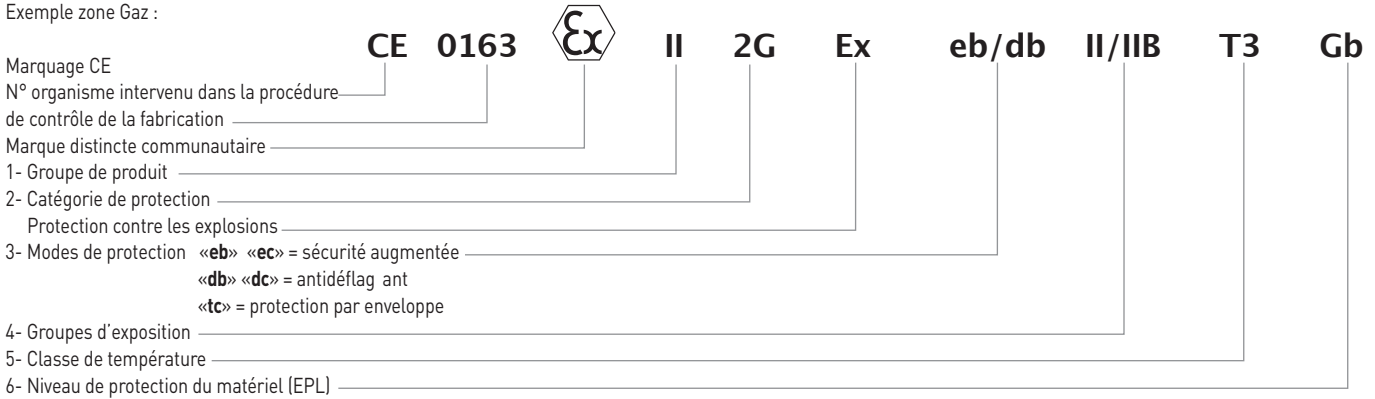 Exemple zone Gaz :
CE 0163 Ex II 2G Ex eb/db II/IIB T3 Gb
Marquage CE
N° organisme intervenu dans la procédure
de contrôle de la fabrication
Marque distincte communautaire
1- Groupe de produit
2- Catégorie de protection
Protection contre les explosions
3- Modes de protection «eb» «ec» = sécurité augmentée
«db» «dc» = antidéflag ant
«tc» = protection par enveloppe
4- Groupes d'exposition
5- Classe de température
6- Niveau de protection du matériel (EPL)